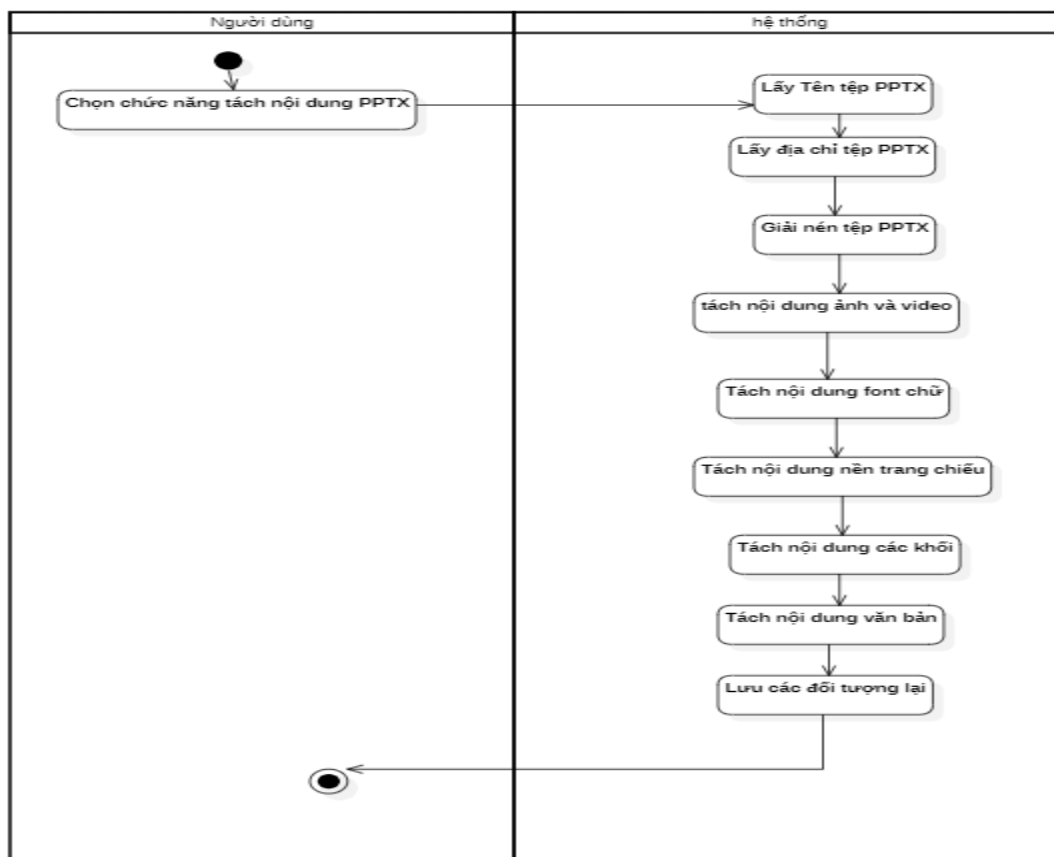 Người dùng
hệ thống
Chọn chức năng tách nội dung PPTX
Lấy Tên tệp PPTX
Lấy địa chỉ tệp PPTX
Giải nén tệp PPTX
tách nội dung ảnh và video
Tách nội dung font chữ
Tách nội dung nền trang chiếu
Tách nội dung các khối
Tách nội dung văn bản
Lưu các đối tượng lại